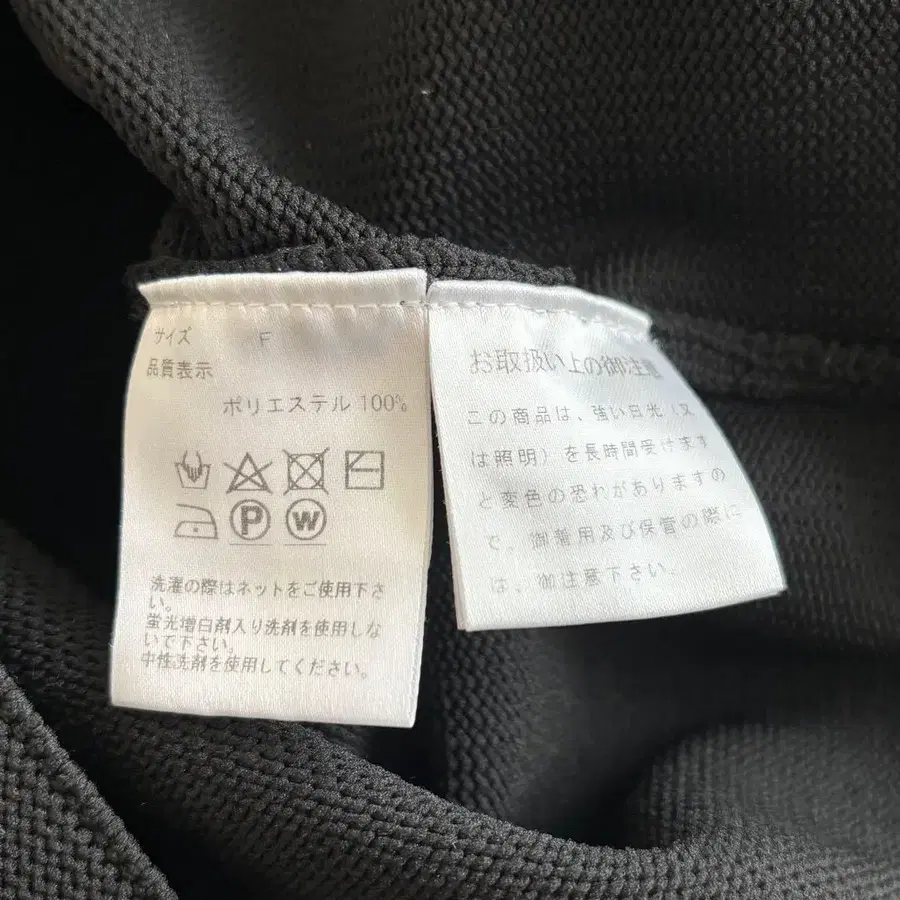 サイズ F
品質表示
ポリエステル 100%
P W
洗濯の際はネットをご使用下さ
い。
蛍光増白剤入り洗剤を使用しな
いで下さい。
中性洗剤を使用してください。
お取扱い上の御注意
この商品は、強い日光(又
は照明)を長時間受けます
と変色の恐れがありますの
で、御着用及び保管の際に
は、御注意下さい。